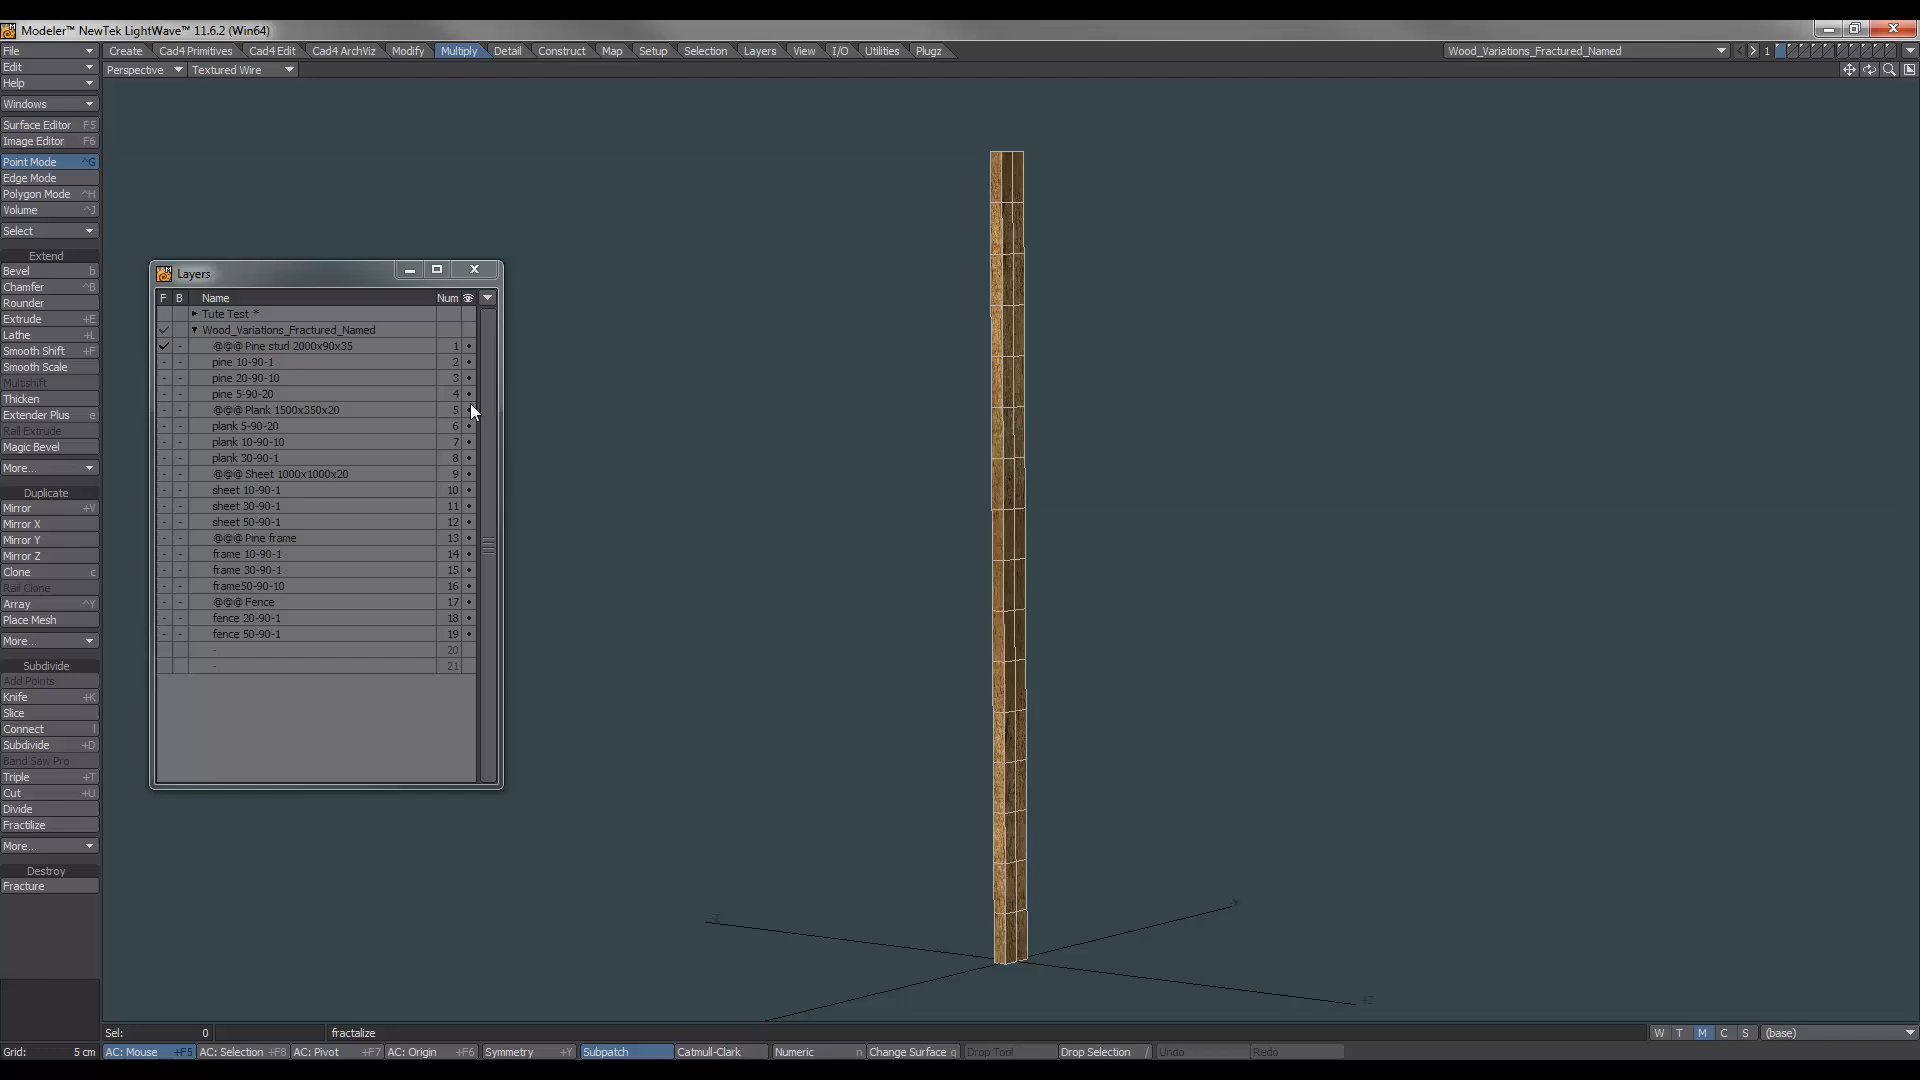 Modeler™ NewTek LightWave™ 11.6.2 (Win64)
File
Create Cad4 Primitives Cad4 Edit Cad4 ArchViz Modify Multiply Detail Construct Map Setup Selection Layers View I/O Utilities Plugz
Wood_Variations_Fractured_Named
1
Edit
Perspective Textured Wire
Help
Windows
Surface Editor F5
Image Editor F6
Point Mode ^G
Edge Mode
Polygon Mode ^H
Volume ^J
Select
Extend
Bevel b
Chamfer ^B
Rounder
Extrude +E
Lathe +L
Smooth Shift +F
Smooth Scale
Multishift
Thicken
Extender Plus e
Rail Extrude
Magic Bevel
More...
Duplicate
Mirror +V
Mirror X
Mirror Y
Mirror Z
Clone c
Rail Clone
Array ^Y
Place Mesh
More...
Subdivide
Add Points
Knife +K
Slice
Connect l
Subdivide +D
Band Saw Pro
Triple +T
Cut +U
Divide
Fractilize
More...
Destroy
Fracture
Layers
F B Name Num
Tute Test *
Wood_Variations_Fractured_Named
@@@ Pine stud 2000x90x35 1
- - pine 10-90-1 2
- - pine 20-90-10 3
- - pine 5-90-20 4
- - @@@ Plank 1500x350x20 5
- - plank 5-90-20 6
- - plank 10-90-10 7
- - plank 30-90-1 8
- - @@@ Sheet 1000x1000x20 9
- - sheet 10-90-1 10
- - sheet 30-90-1 11
- - sheet 50-90-1 12
- - @@@ Pine frame 13
- - frame 10-90-1 14
- - frame 30-90-1 15
- - frame50-90-10 16
- - @@@ Fence 17
- - fence 20-90-1 18
- - fence 50-90-1 19
- 20
- 21
Sel: 0 fractalize
W T M C S (base)
Grid: 5 cm AC: Mouse +F5 AC: Selection +F8 AC: Pivot +F7 AC: Origin +F6 Symmetry +Y Subpatch Catmull-Clark Numeric n Change Surface q Drop Tool Drop Selection / Undo Redo